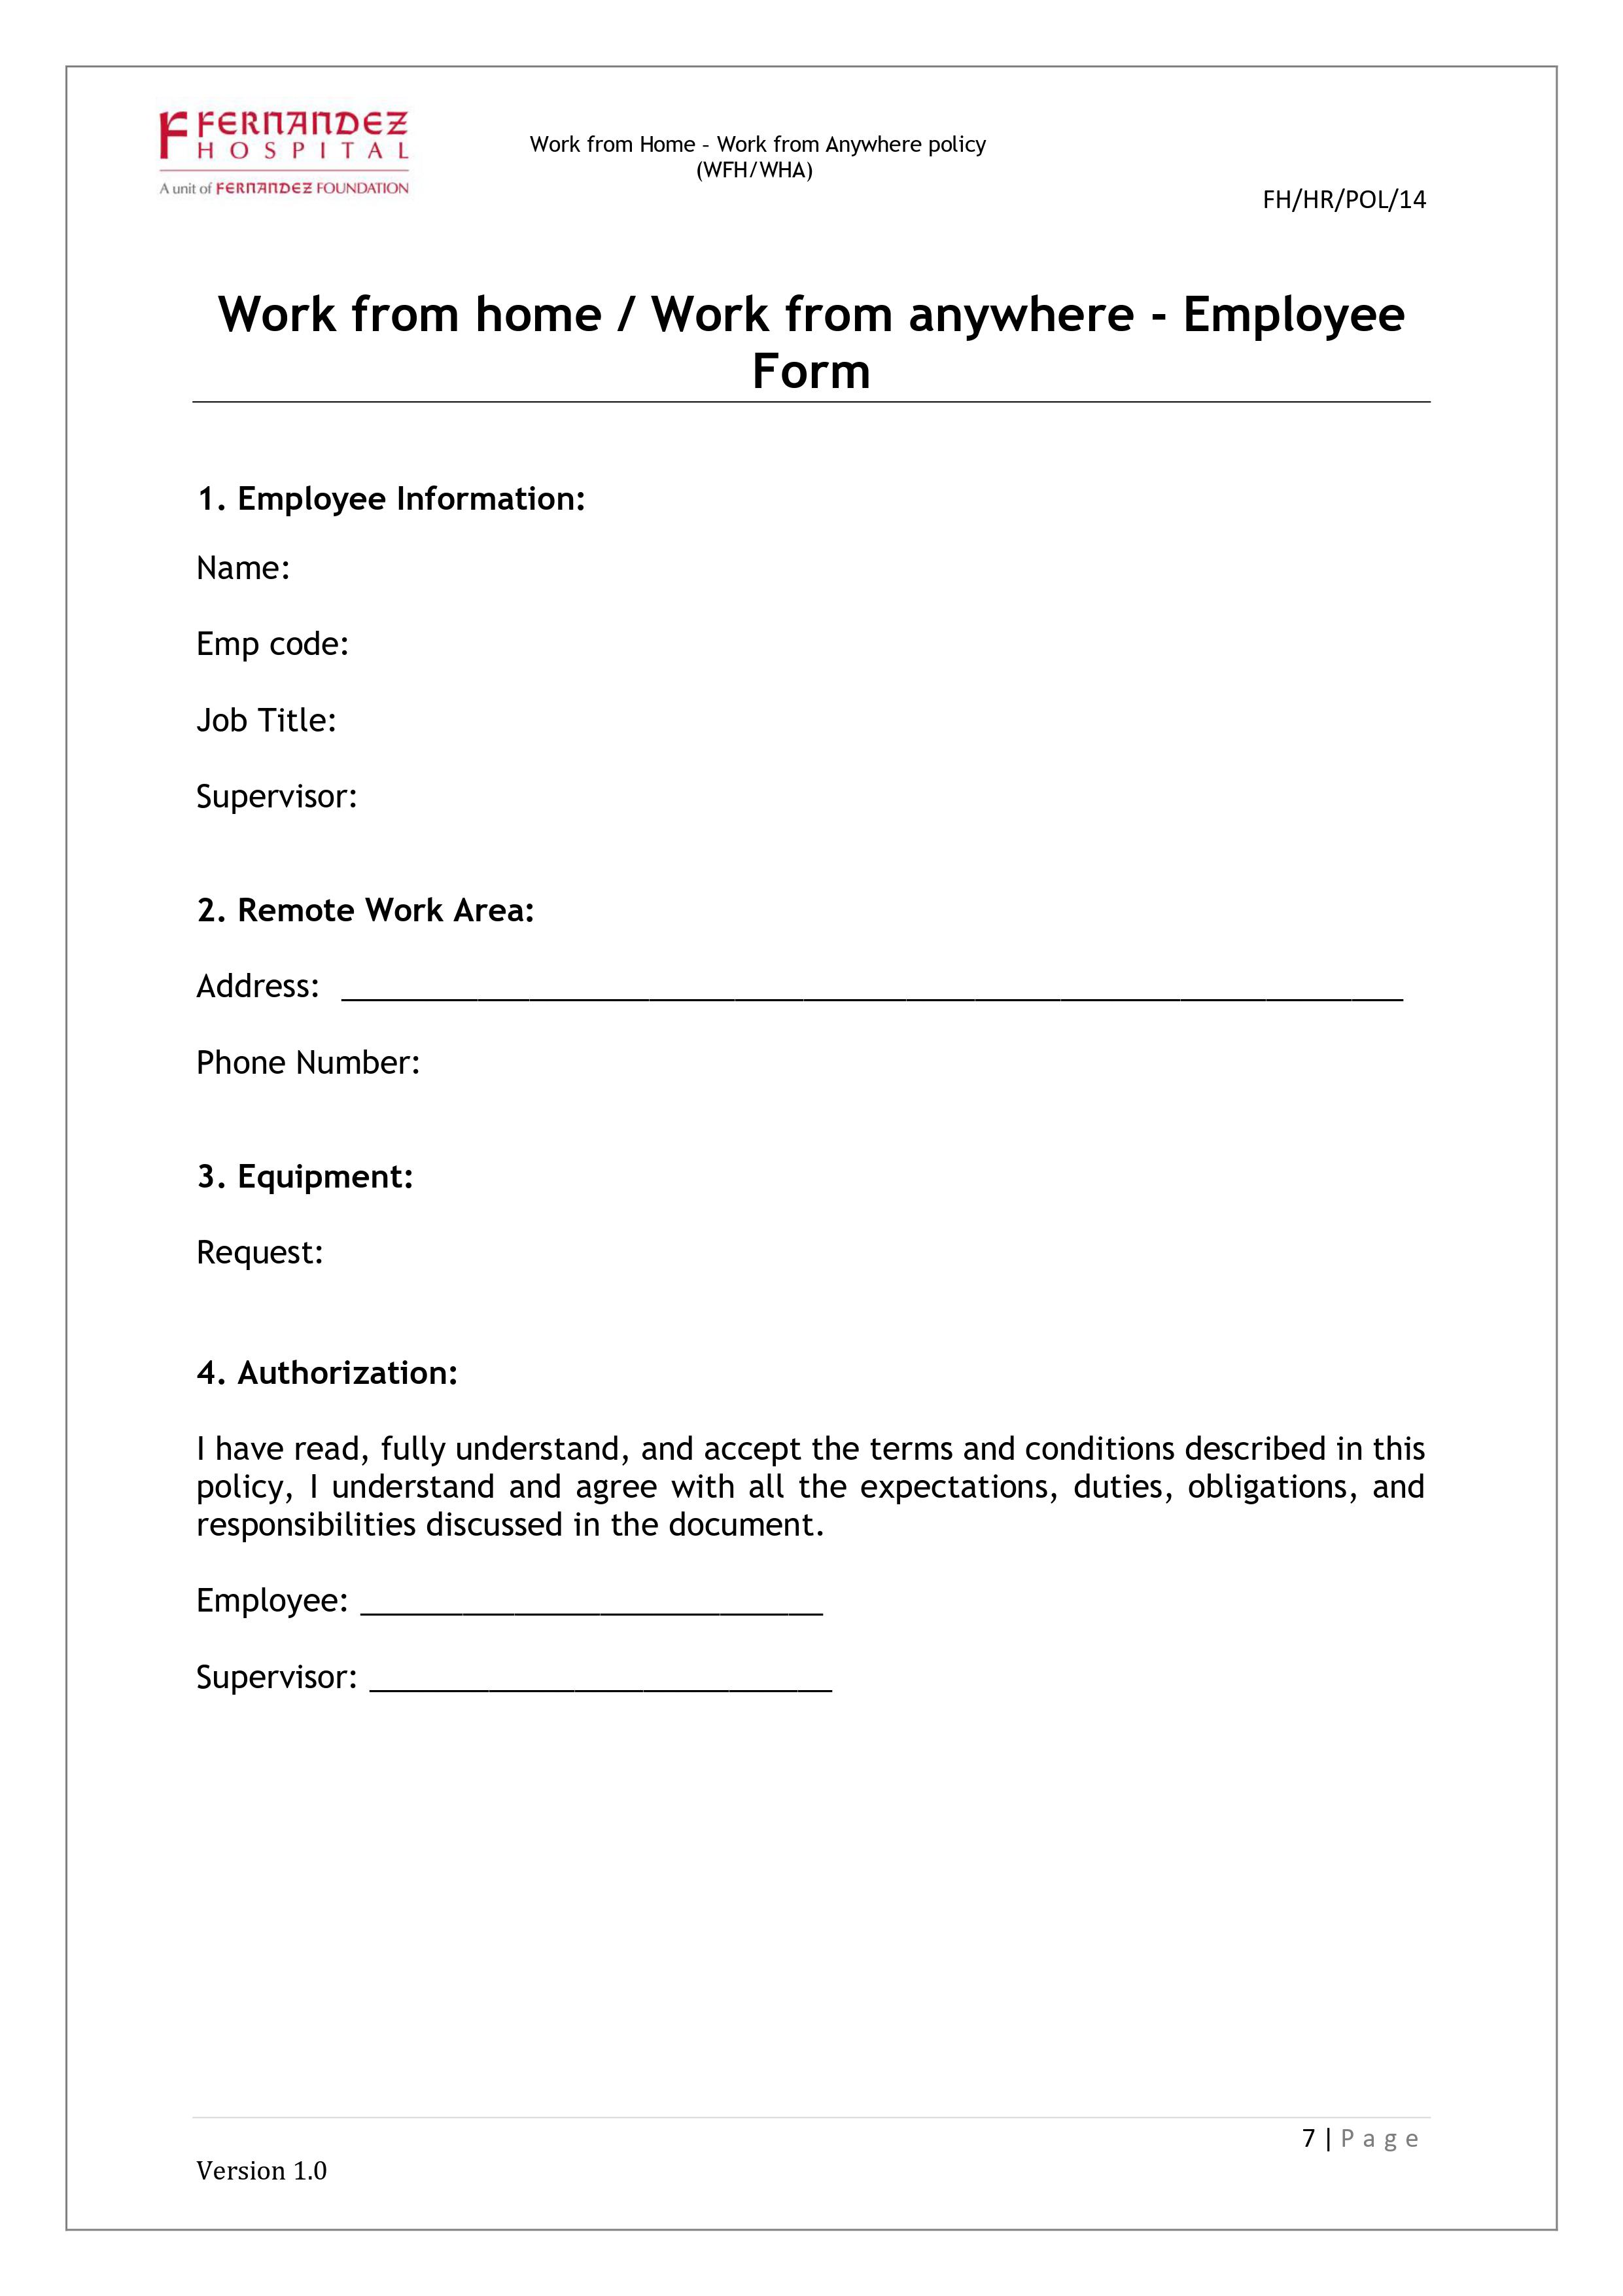 FERNANDEZ
HOSPITAL
A unit of FERNANDEZ FOUNDATION
Work from Home – Work from Anywhere policy
(WFH/WHA)
FH/HR/POL/14
Work from home / Work from anywhere - Employee
Form
1. Employee Information:
Name:
Emp code:
Job Title:
Supervisor:
2. Remote Work Area:
Address: ______________________________________________________________
Phone Number:
3. Equipment:
Request:
4. Authorization:
I have read, fully understand, and accept the terms and conditions described in this
policy, I understand and agree with all the expectations, duties, obligations, and
responsibilities discussed in the document.
Employee: ___________________________
Supervisor: ___________________________
7 | Page
Version 1.0